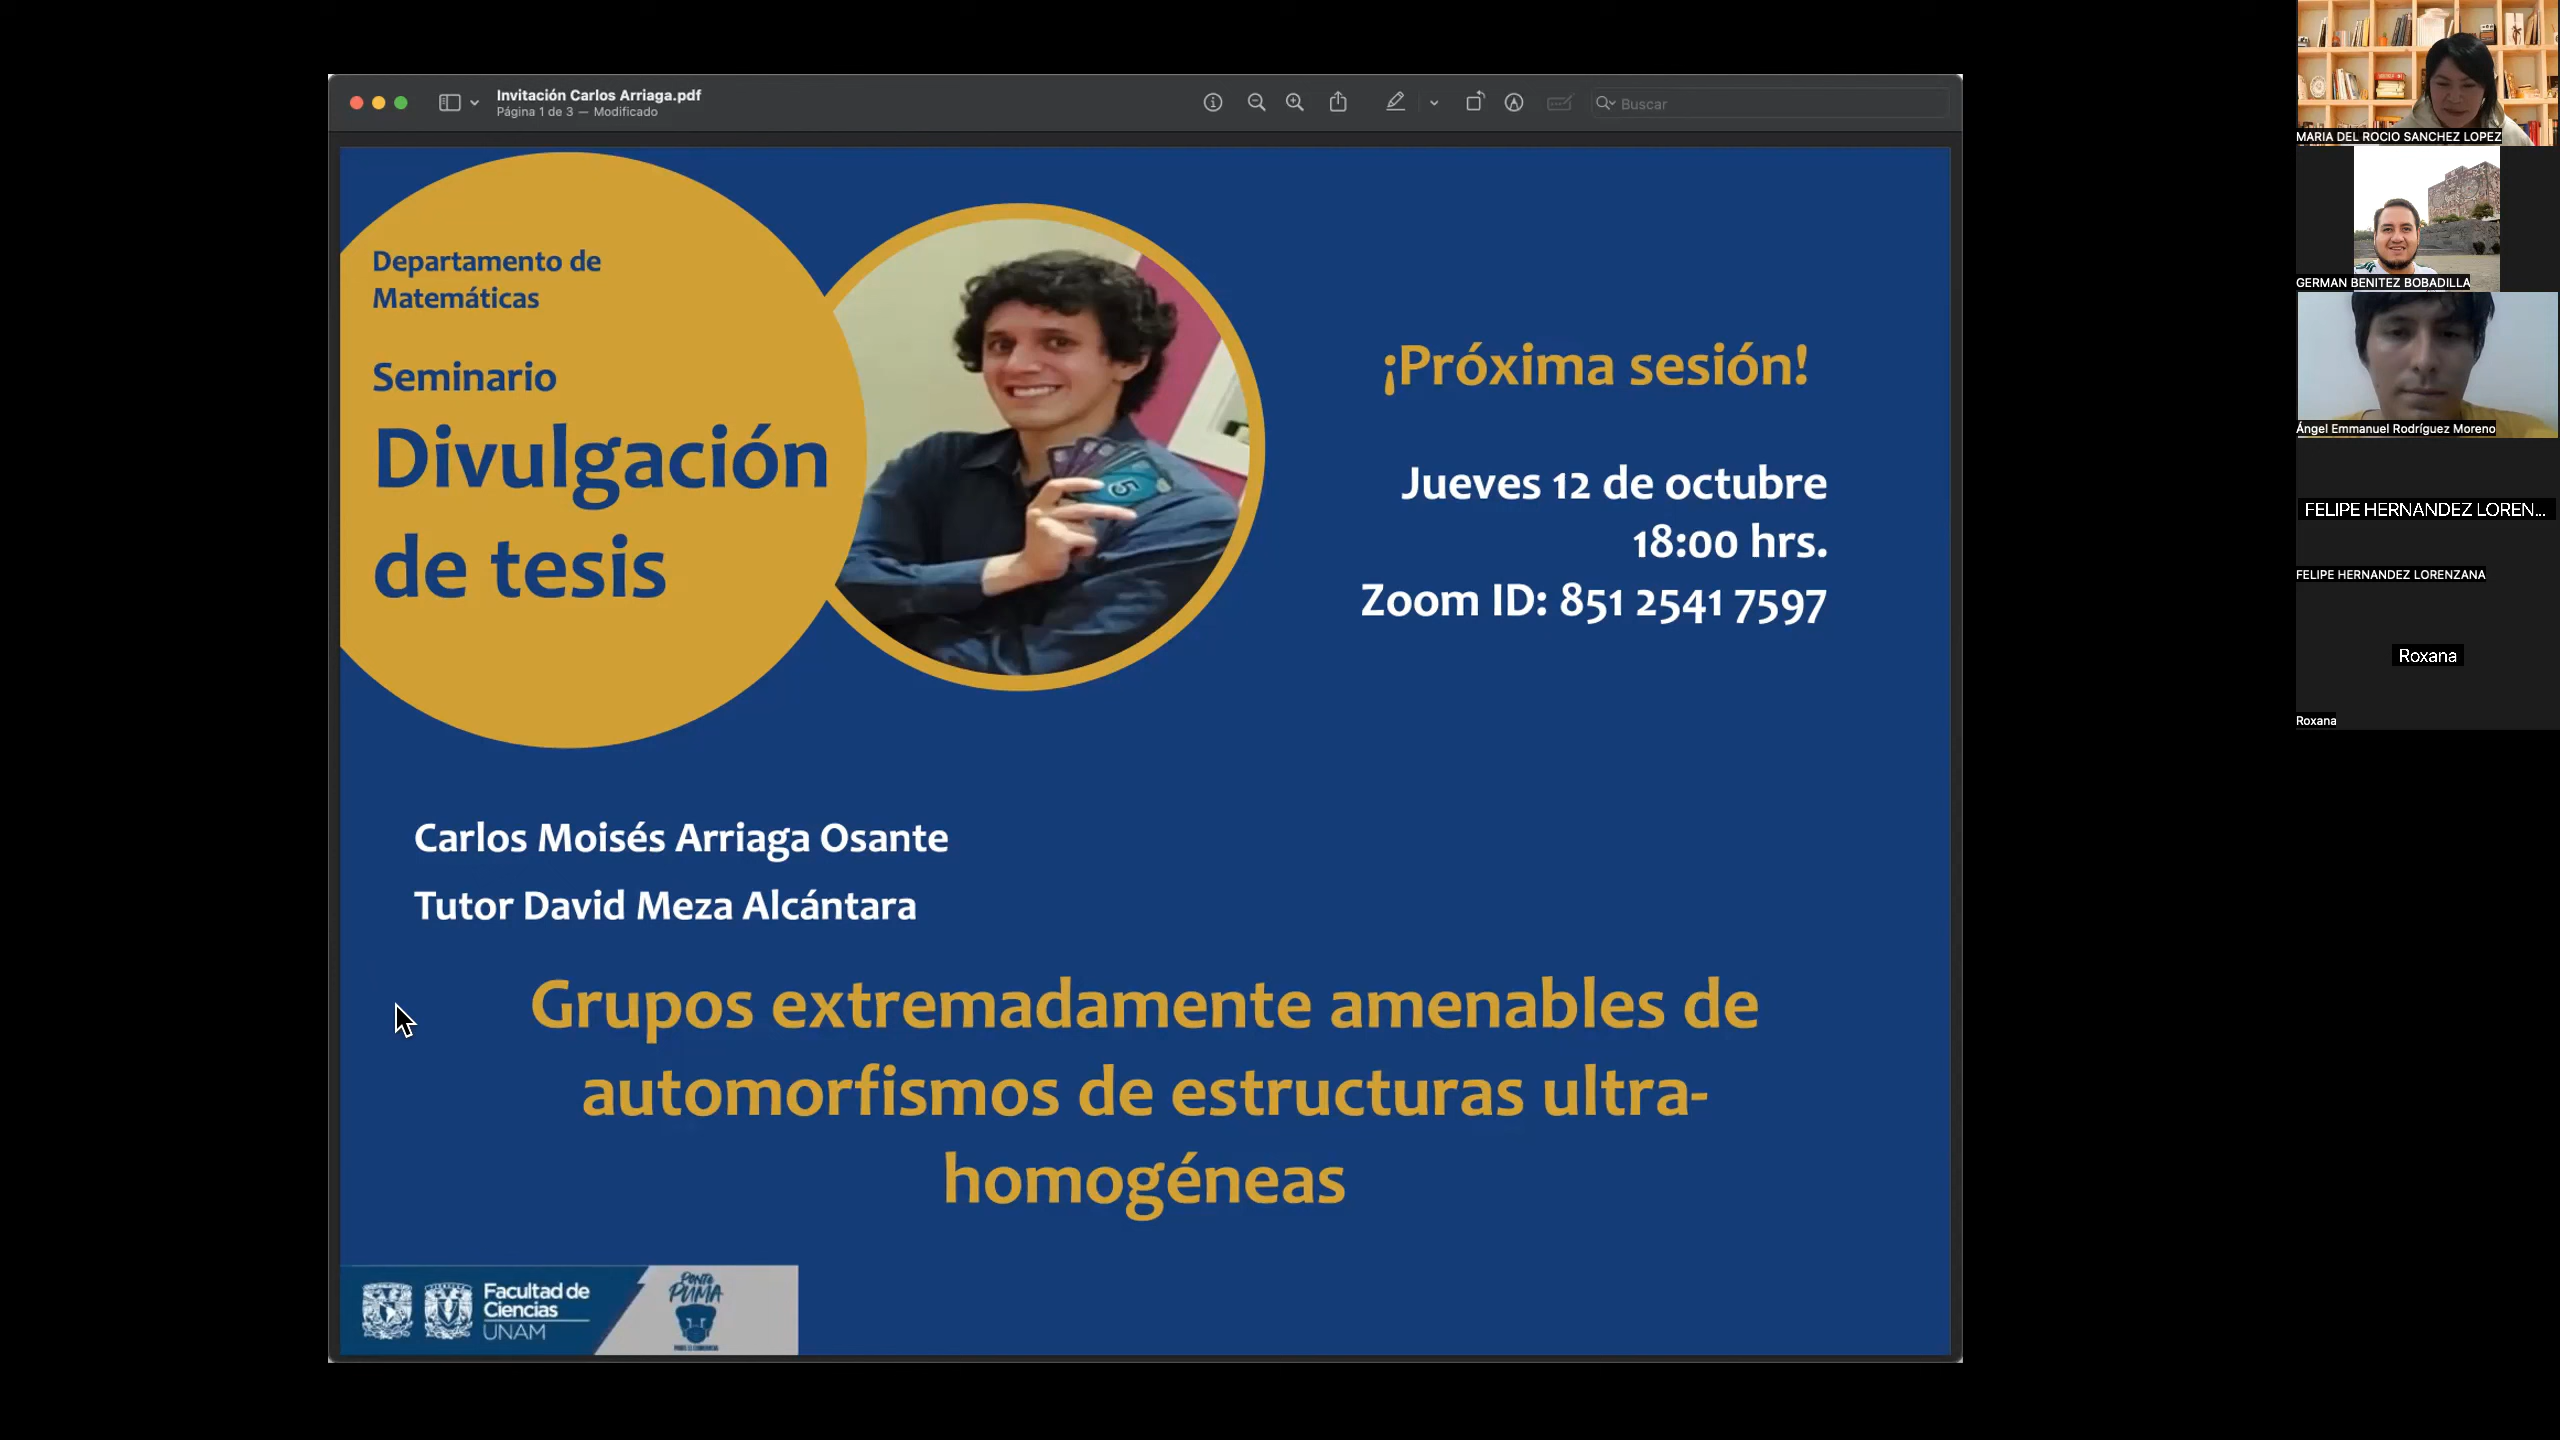 Invitación Carlos Arriaga.pdf
Página 1 de 3 — Modificado
Buscar
Departamento de
Matemáticas
Seminario
Divulgación
de tesis
5
¡Próxima sesión!
Jueves 12 de octubre
18:00 hrs.
Zoom ID: 851 2541 7597
Carlos Moisés Arriaga Osante
Tutor David Meza Alcántara
Grupos extremadamente amenables de
automorfismos de estructuras ultra-
homogéneas
Facultad de
Ciencias
UNAM
PONTE
PUMA
MARIA DEL ROCIO SANCHEZ LOPEZ
GERMAN BENITEZ BOBADILLA
Ángel Emmanuel Rodríguez Moreno
FELIPE HERNANDEZ LOREN...
FELIPE HERNANDEZ LORENZANA
Roxana
Roxana